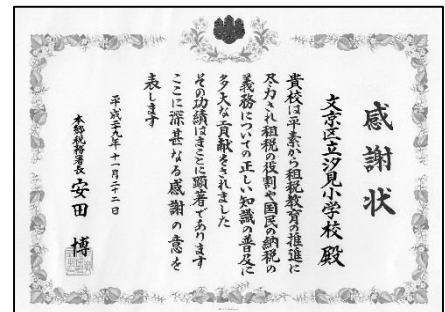 感謝状
文京区立汐見小学校 殿
貴校は平素から租税教育の推進に
尽力され租税の役割や国民の納税の
義務についての正しい知識の普及に
多大な貢献をされました
その功績はまことに顕著であります
ここに深甚なる感謝の意を
表します
平成二十九年十一月二十二日
本郷税務署長 安田 博